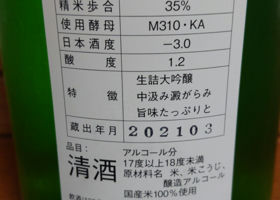 精米歩合 35%
使用酵母 M310・KA
日本酒度 −3.0
酸度 1.2
特徴 生詰大吟醸
中汲み澱がらみ
旨味たっぷりと
蔵出年月 202103
品目：
清酒
アルコール分
17度以上18度未満
原材料名 米、米こうじ、
醸造アルコール
国産米100%使用